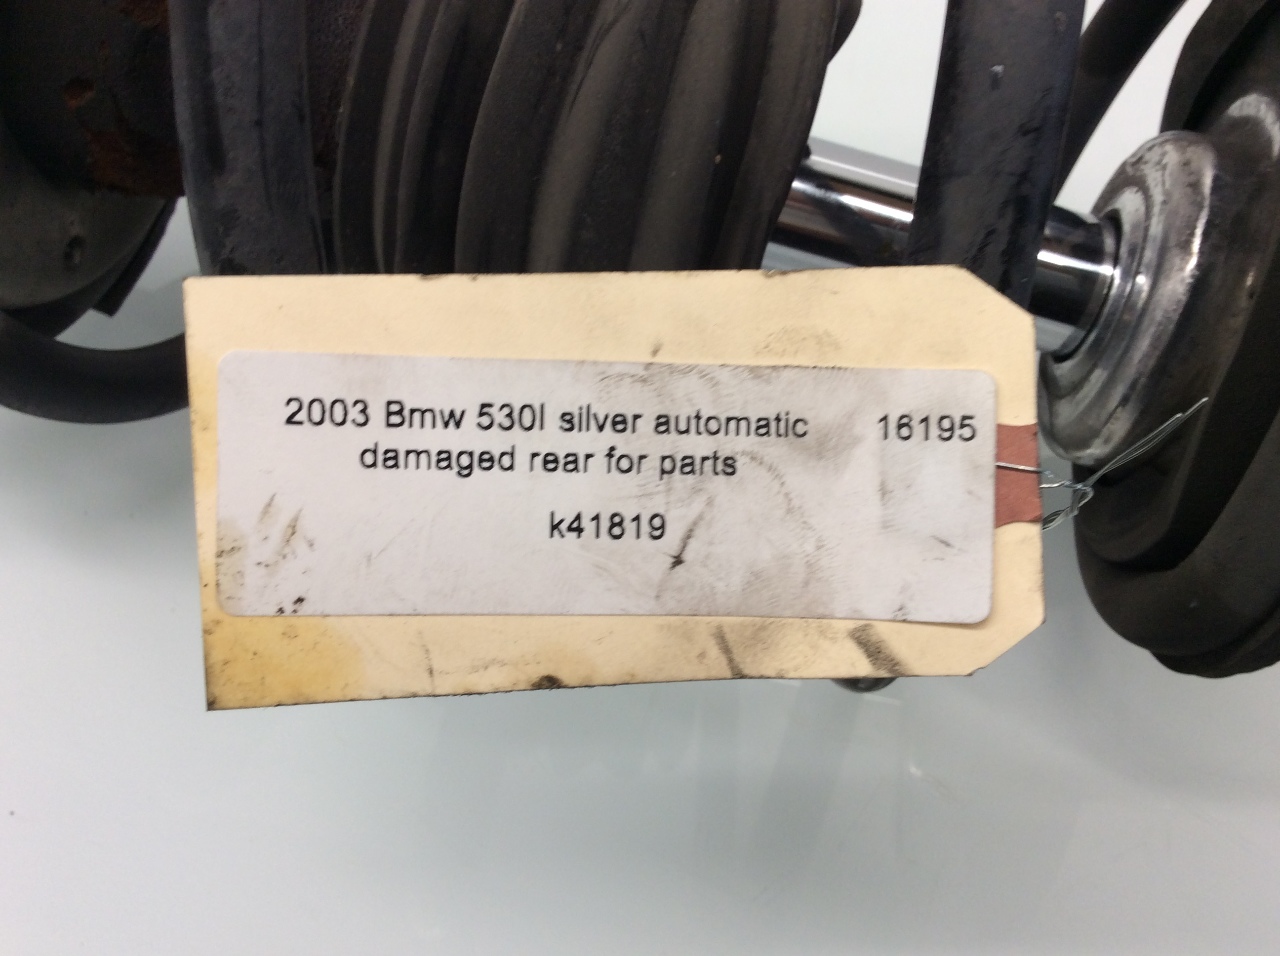 2003 Bmw 530I silver automatic 16195
damaged rear for parts
k41819